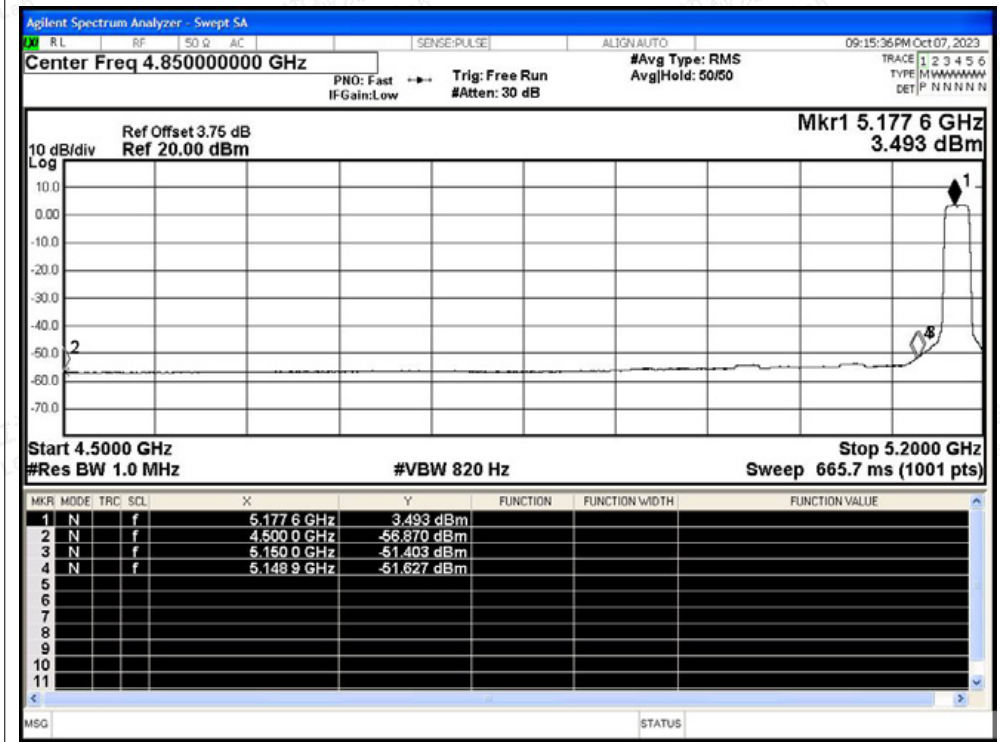 Agilent Spectrum Analyzer - Swept SA
RL RF 50 Ω AC SENSE:PULSE ALIGNAUTO 09:15:36PM Oct 07, 2023
Center Freq 4.850000000 GHz #Avg Type: RMS TRACE 1 2 3 4 5 6
PNO: Fast Trig: Free Run Avg|Hold: 50/50 TYPE MWWWWW
IFGain:Low #Atten: 30 dB DET P N N N N N
Mkr1 5.177 6 GHz
Ref Offset 3.75 dB
10 dB/div Ref 20.00 dBm 3.493 dBm
Log
1
10.0
0.00
-10.0
-20.0
-30.0
-40.0
2
-50.0
-60.0
-70.0
Start 4.5000 GHz Stop 5.2000 GHz
#Res BW 1.0 MHz #VBW 820 Hz Sweep 665.7 ms (1001 pts)
MKR MODE TRC SCL X Y FUNCTION FUNCTION WIDTH FUNCTION VALUE
1 N f 5.177 6 GHz 3.493 dBm
2 N f 4.500 0 GHz -56.870 dBm
3 N f 5.150 0 GHz -51.403 dBm
4 N f 5.148 9 GHz -51.627 dBm
5
6
7
8
9
10
11
MSG STATUS